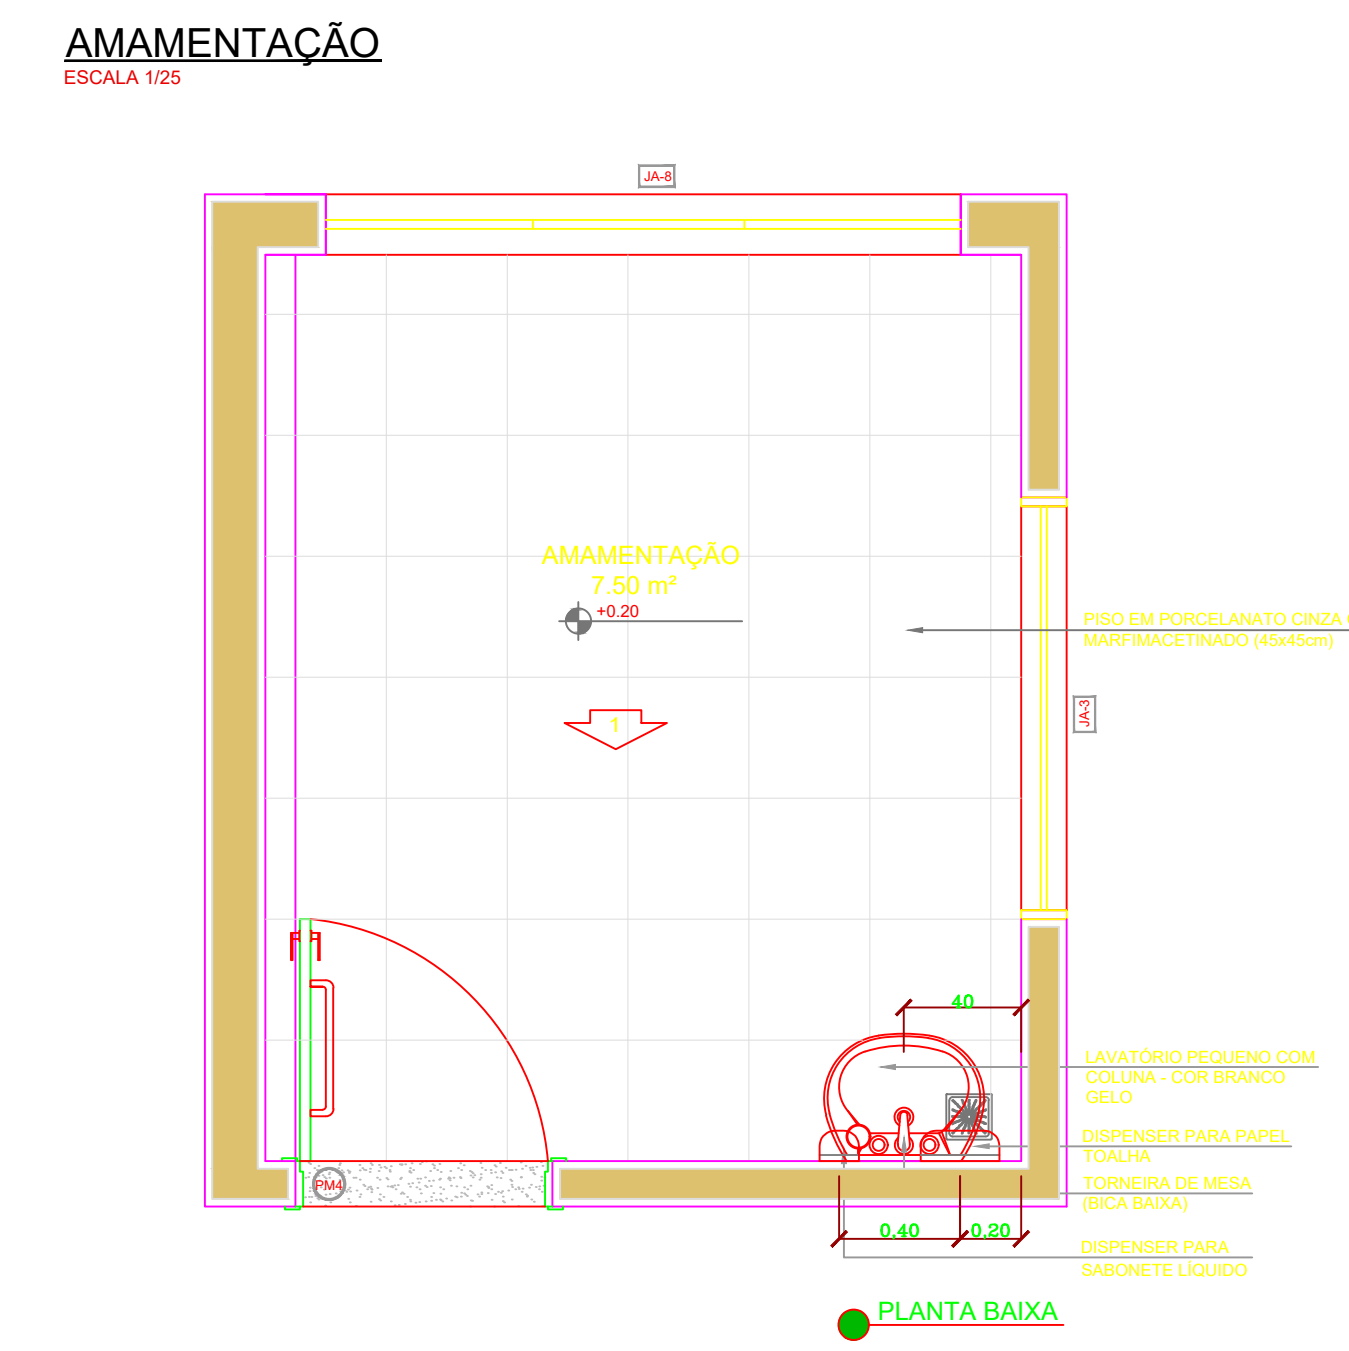 AMAMENTAÇÃO
ESCALA 1/25
JA-8
AMAMENTAÇÃO
7.50 m²
+0.20
PISO EM PORCELANATO CINZA
MARFIMACETINADO (45x45cm)
JA-3
1
40
LAVATÓRIO PEQUENO COM
COLUNA - COR BRANCO
GELO
DISPENSER PARA PAPEL
TOALHA
PM4
TORNEIRA DE MESA
(BICA BAIXA)
0,40
0,20
DISPENSER PARA
SABONETE LÍQUIDO
PLANTA BAIXA